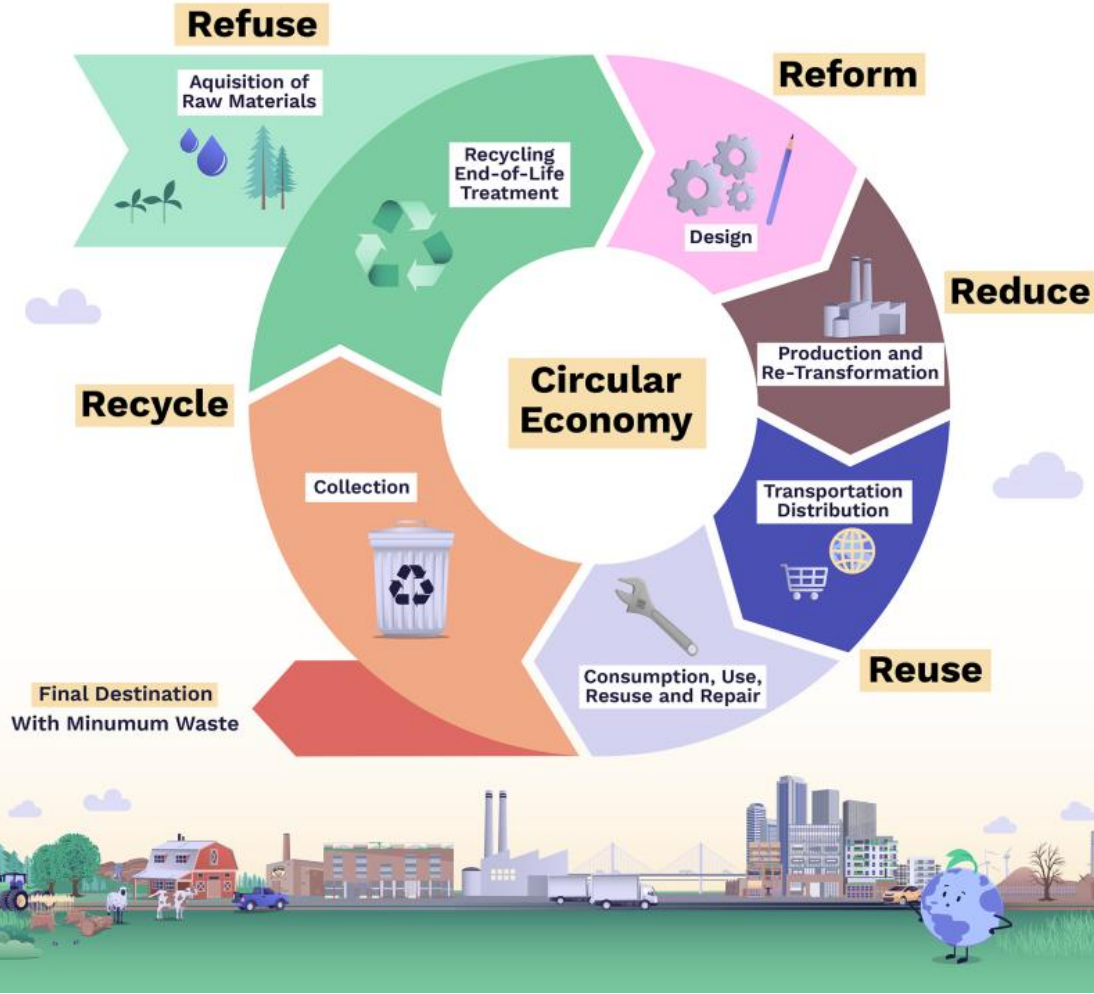 Refuse
Aquisition of
Raw Materials
Reform
Recycling
End-of-Life
Treatment
Design
Reduce
Production and
Re-Transformation
Circular
Economy
Recycle
Collection
Transportation
Distribution
Reuse
Consumption, Use,
Resuse and Repair
Final Destination
With Minumum Waste